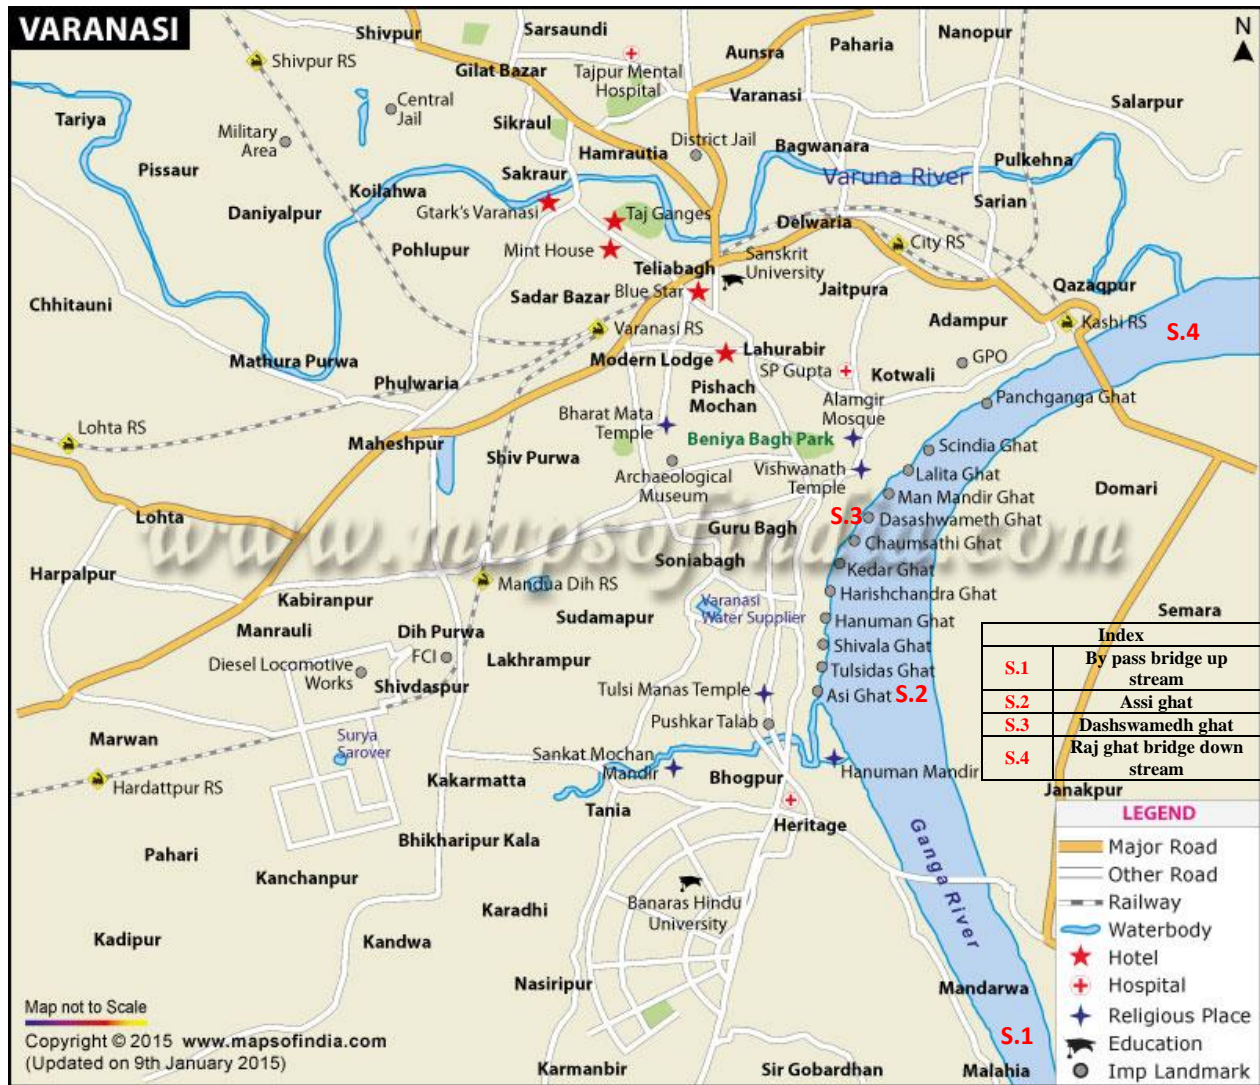 VARANASI
N
Shivpur
Sarsaundi
Nanopur
Paharia
Aunsra
Shivpur RS
Gilat Bazar
Tajpur Mental
Hospital
Varanasi
Salarpur
Central
Jail
Tariya
Military
Area
Sikraul
District Jail
Hamrautia
Bagwanara
Pulkehna
Pissaur
Sakraur
Varuna River
Koilahwa
Sarian
Daniyalpur
Gtark's Varanasi
Taj Ganges
Delwaria
Pohlupur
Mint House
City RS
Teliabagh
Sanskrit
University
Sadar Bazar
Blue Star
Jaitpura
Qazaqpur
Chhitauni
Varanasi RS
Adampur
Kashi RS
S.4
Mathura Purwa
Modern Lodge
Lahurabir
GPO
Phulwaria
SP Gupta
Kotwali
Pishach
Mochan
Alamgir
Mosque
Panchganga Ghat
Bharat Mata
Temple
Lohta RS
Maheshpur
Beniya Bagh Park
Scindia Ghat
Shiv Purwa
Vishwanath
Temple
Lalita Ghat
Archaeological
Museum
Man Mandir Ghat
Domari
Lohta
S.3
Dasashwameth Ghat
Guru Bagh
www.mapsofindia.com
Chaumsathi Ghat
Soniabagh
Kedar Ghat
Harpalpur
Mandua Dih RS
Harishchandra Ghat
Kabiranpur
Varanasi
Water Supplier
Semara
Sudamapur
Hanuman Ghat
Manrauli
Dih Purwa
Shivala Ghat
FCI
Lakhrampur
Diesel Locomotive
Works
Tulsidas Ghat
Shivdaspur
Tulsi Manas Temple
Asi Ghat
S.2
Pushkar Talab
Index
S.1 By pass bridge up
stream
S.2 Assi ghat
S.3 Dashswamedh ghat
S.4 Raj ghat bridge down
stream
Marwan
Surya
Sarover
Sankat Mochan
Mandir
Hardattpur RS
Kakarmatta
Bhogpur
Hanuman Mandir
Janakpur
Tania
Heritage
Bhikharipur Kala
Pahari
Ganga River
Kanchanpur
Banaras Hindu
University
Karadhi
Kadipur
Kandwa
Nasiripur
Mandarwa
S.1
Karmanbir
Sir Gobardhan
Malahia
LEGEND
Major Road
Other Road
Railway
Waterbody
Hotel
Hospital
Religious Place
Education
Imp Landmark
Map not to Scale
Copyright © 2015 www.mapsofindia.com
(Updated on 9th January 2015)